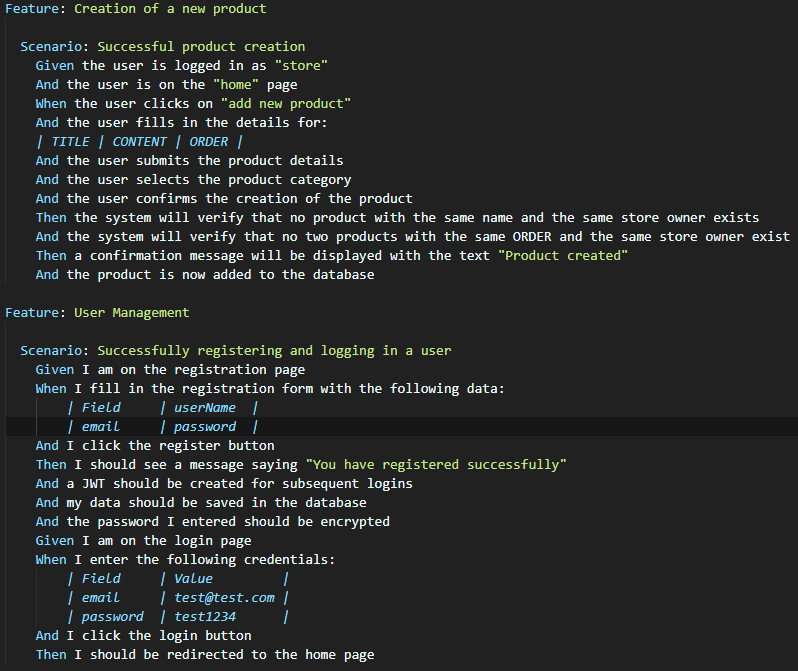 Feature: Creation of a new product
Scenario: Successful product creation
Given the user is logged in as "store"
And the user is on the "home" page
When the user clicks on "add new product"
And the user fills in the details for:
| TITLE | CONTENT | ORDER |
And the user submits the product details
And the user selects the product category
And the user confirms the creation of the product
Then the system will verify that no product with the same name and the same store owner exists
And the system will verify that no two products with the same ORDER and the same store owner exist
Then a confirmation message will be displayed with the text "Product created"
And the product is now added to the database
Feature: User Management
Scenario: Successfully registering and logging in a user
Given I am on the registration page
When I fill in the registration form with the following data:
| Field | userName |
| email | password |
And I click the register button
Then I should see a message saying "You have registered successfully"
And a JWT should be created for subsequent logins
And my data should be saved in the database
And the password I entered should be encrypted
Given I am on the login page
When I enter the following credentials:
| Field | Value |
| email | test@test.com |
| password | test1234 |
And I click the login button
Then I should be redirected to the home page